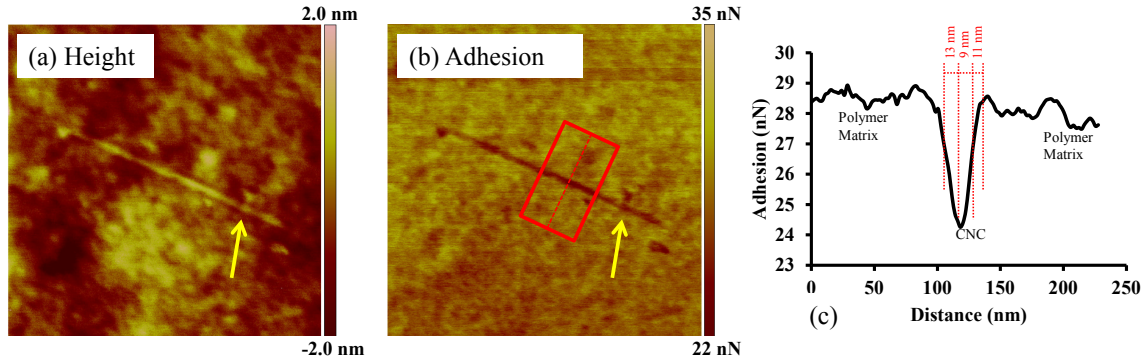 2.0 nm
(a) Height
-2.0 nm
35 nN
(b) Adhesion
22 nN
13 nm
9 nm
11 nm
30
29
28
27
26
25
24
23
Adhesion (nN)
Polymer
Matrix
Polymer
Matrix
CNC
0
50
100
150
200
250
(c)
Distance (nm)